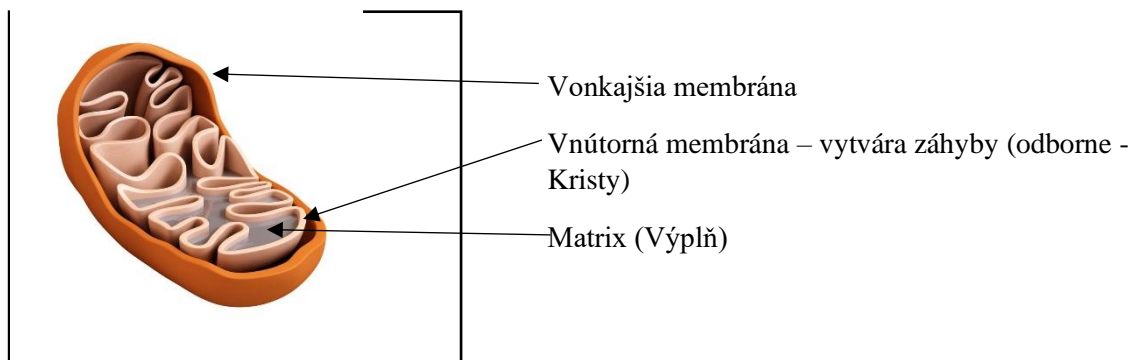 Vonkajšia membrána
Vnútorná membrána – vytvára záhyby (odborne -
Kristy)
Matrix (Výplň)